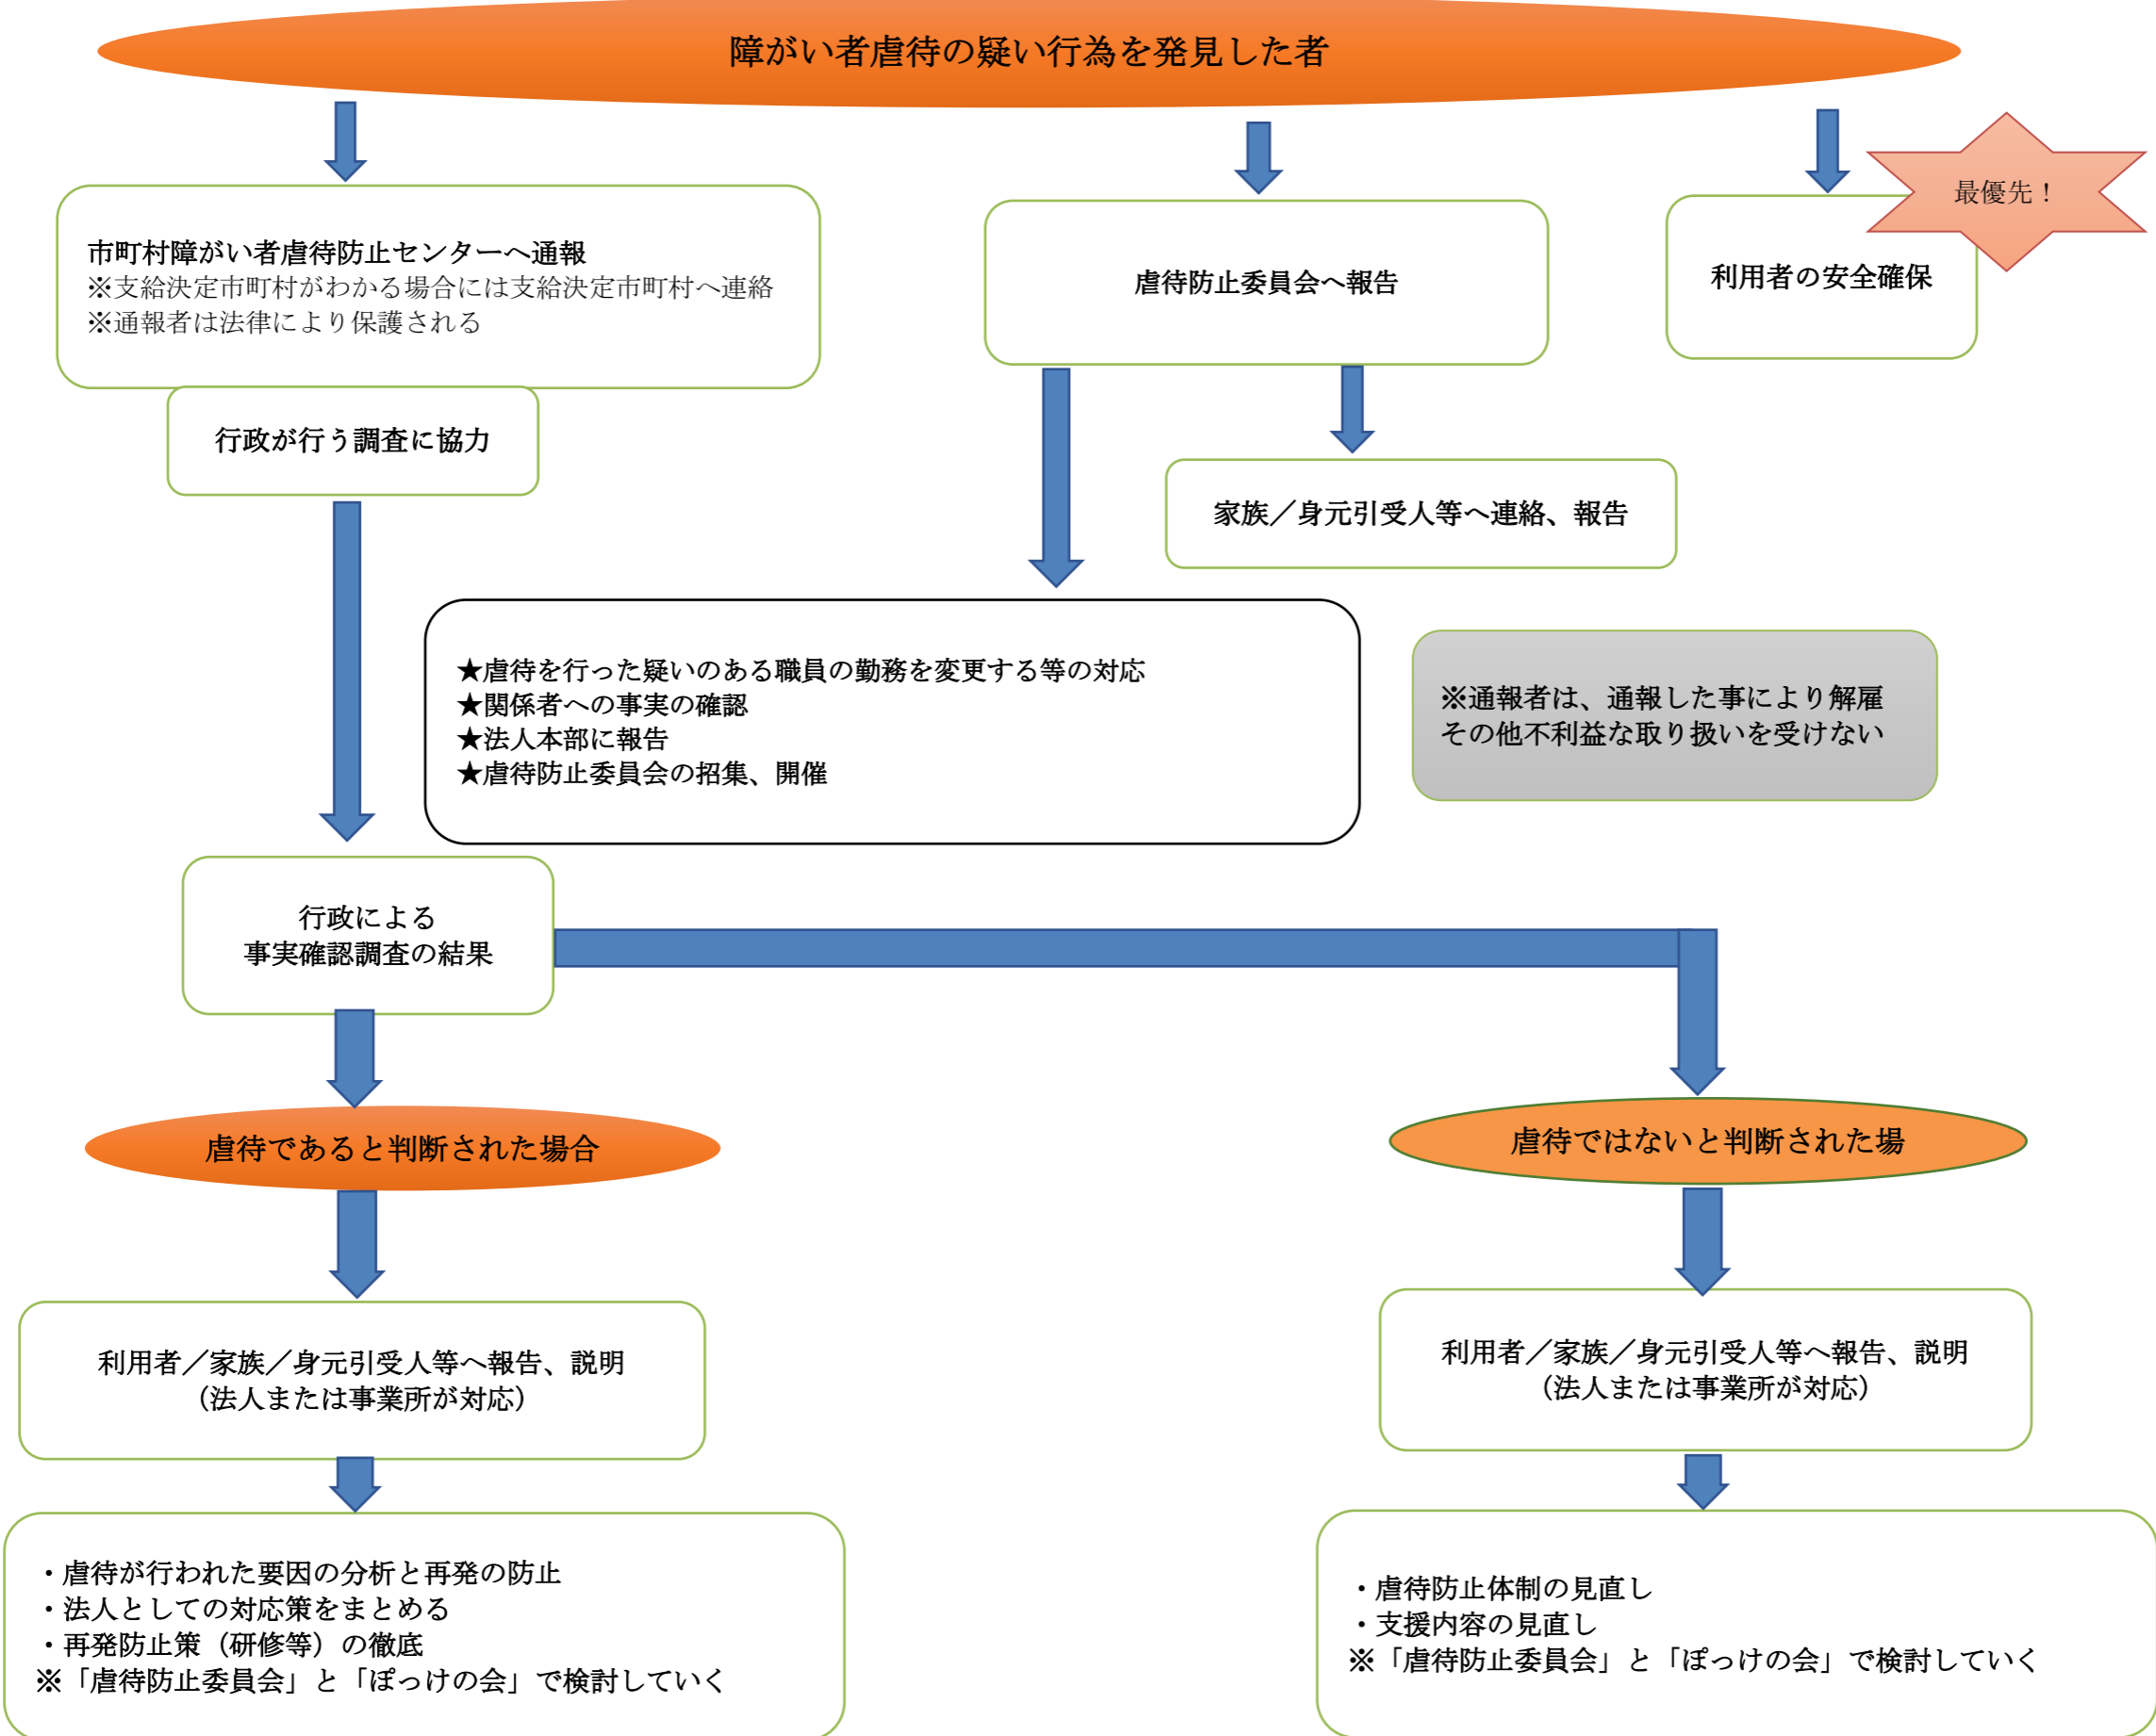 障がい者虐待の疑い行為を発見した者
最優先！
市町村障がい者虐待防止センターへ通報
※支給決定市町村がわかる場合には支給決定市町村へ連絡
※通報者は法律により保護される
虐待防止委員会へ報告
利用者の安全確保
行政が行う調査に協力
家族／身元引受人等へ連絡、報告
★虐待を行った疑いのある職員の勤務を変更する等の対応
★関係者への事実の確認
★法人本部に報告
★虐待防止委員会の招集、開催
※通報者は、通報した事により解雇
その他不利益な取り扱いを受けない
行政による
事実確認調査の結果
虐待であると判断された場合
虐待ではないと判断された場
利用者／家族／身元引受人等へ報告、説明
（法人または事業所が対応）
利用者／家族／身元引受人等へ報告、説明
（法人または事業所が対応）
・虐待が行われた要因の分析と再発の防止
・法人としての対応策をまとめる
・再発防止策（研修等）の徹底
※「虐待防止委員会」と「ぽっけの会」で検討していく
・虐待防止体制の見直し
・支援内容の見直し
※「虐待防止委員会」と「ぽっけの会」で検討していく